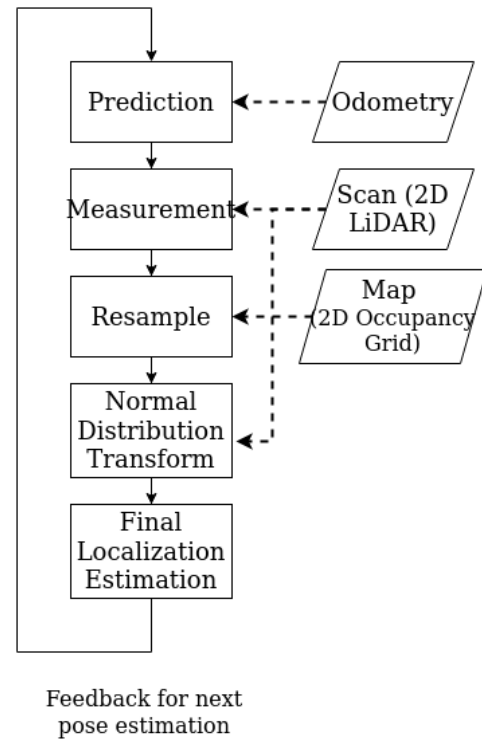 Prediction
Odometry
Measurement
Scan (2D
LiDAR)
Resample
Map
(2D Occupancy
Grid)
Normal
Distribution
Transform
Final
Localization
Estimation
Feedback for next
pose estimation